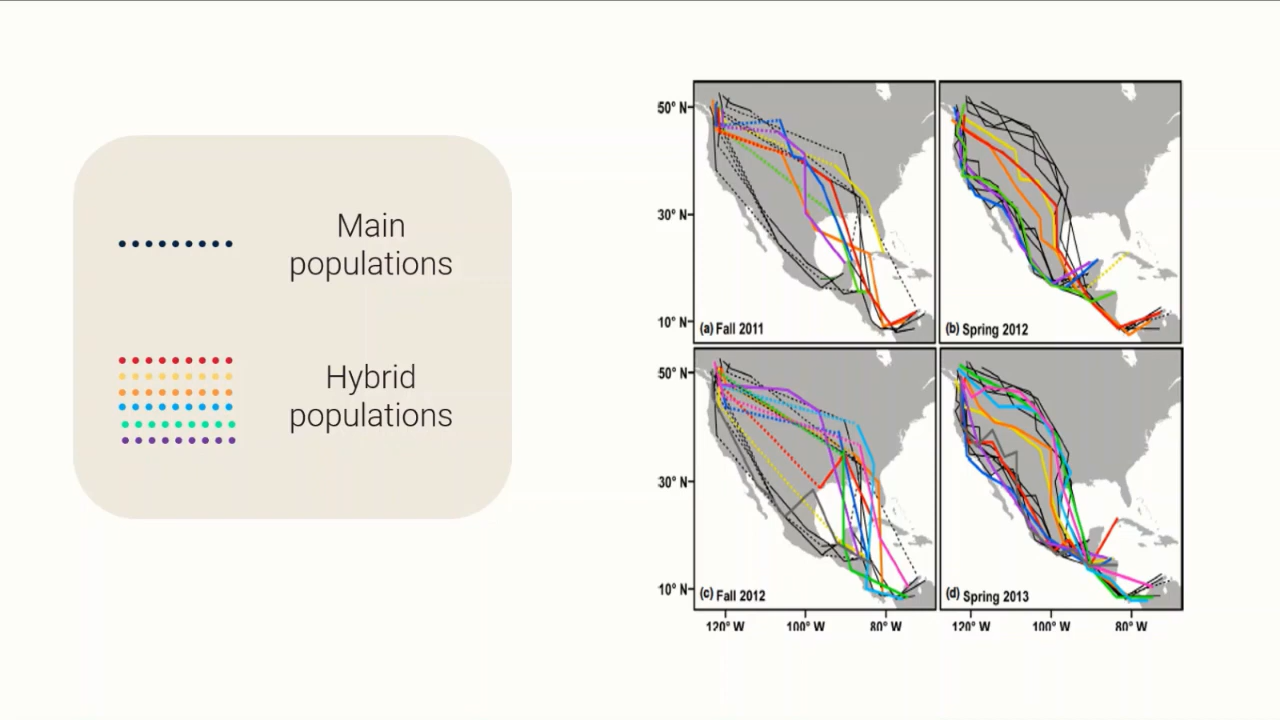 Main
populations
Hybrid
populations
50° N
30° N
10° N
(a) Fall 2011
(b) Spring 2012
50° N
30° N
10° N
(c) Fall 2012
(d) Spring 2013
120° W
100° W
80° W
120° W
100° W
80° W